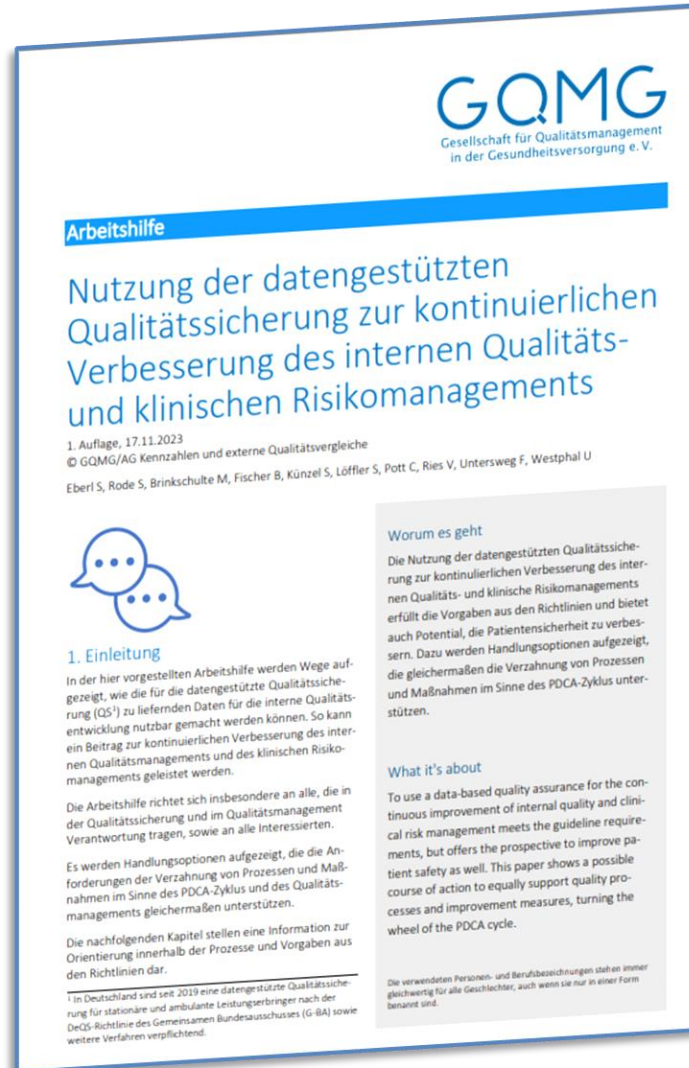 GQMG
Gesellschaft für Qualitätsmanagement
in der Gesundheitsversorgung e. V.
Arbeitshilfe
Nutzung der datengestützten
Qualitätssicherung zur kontinuierlichen
Verbesserung des internen Qualitäts-
und klinischen Risikomanagements
1. Auflage, 17.11.2023
© GQMG/AG Kennzahlen und externe Qualitätsvergleiche
Eberl S, Rode S, Brinkschulte M, Fischer B, Künzel S, Löffler S, Pott C, Ries V, Untersweg F, Westphal U
1. Einleitung
In der hier vorgestellten Arbeitshilfe werden Wege auf-
gezeigt, wie die für die datengestützte Qualitätssiche-
rung (QS¹) zu liefernden Daten für die interne Qualitäts-
entwicklung nutzbar gemacht werden können. So kann
ein Beitrag zur kontinuierlichen Verbesserung des inter-
nen Qualitätsmanagements und des klinischen Risiko-
managements geleistet werden.
Die Arbeitshilfe richtet sich insbesondere an alle, die in
der Qualitätssicherung und im Qualitätsmanagement
Verantwortung tragen, sowie an alle Interessierten.
Es werden Handlungsoptionen aufgezeigt, die die An-
forderungen der Verzahnung von Prozessen und Maß-
nahmen im Sinne des PDCA-Zyklus und des Qualitäts-
managements gleichermaßen unterstützen.
Die nachfolgenden Kapitel stellen eine Information zur
Orientierung innerhalb der Prozesse und Vorgaben aus
den Richtlinien dar.
¹ In Deutschland sind seit 2019 eine datengestützte Qualitätssiche-
rung für stationäre und ambulante Leistungserbringer nach der
DeQS-Richtlinie des Gemeinsamen Bundesausschusses (G-BA) sowie
weitere Verfahren verpflichtend.
Worum es geht
Die Nutzung der datengestützten Qualitätssiche-
rung zur kontinuierlichen Verbesserung des inter-
nen Qualitäts- und klinische Risikomanagements
erfüllt die Vorgaben aus den Richtlinien und bietet
auch Potential, die Patientensicherheit zu verbes-
sern. Dazu werden Handlungsoptionen aufgezeigt,
die gleichermaßen die Verzahnung von Prozessen
und Maßnahmen im Sinne des PDCA-Zyklus unter-
stützen.
What it's about
To use a data-based quality assurance for the con-
tinuous improvement of internal quality and clini-
cal risk management meets the guideline require-
ments, but offers the prospective to improve pa-
tient safety as well. This paper shows a possible
course of action to equally support quality pro-
cesses and improvement measures, turning the
wheel of the PDCA cycle.
Die verwendeten Personen- und Berufsbezeichnungen stehen immer
gleichwertig für alle Geschlechter, auch wenn sie nur in einer Form
benannt sind.